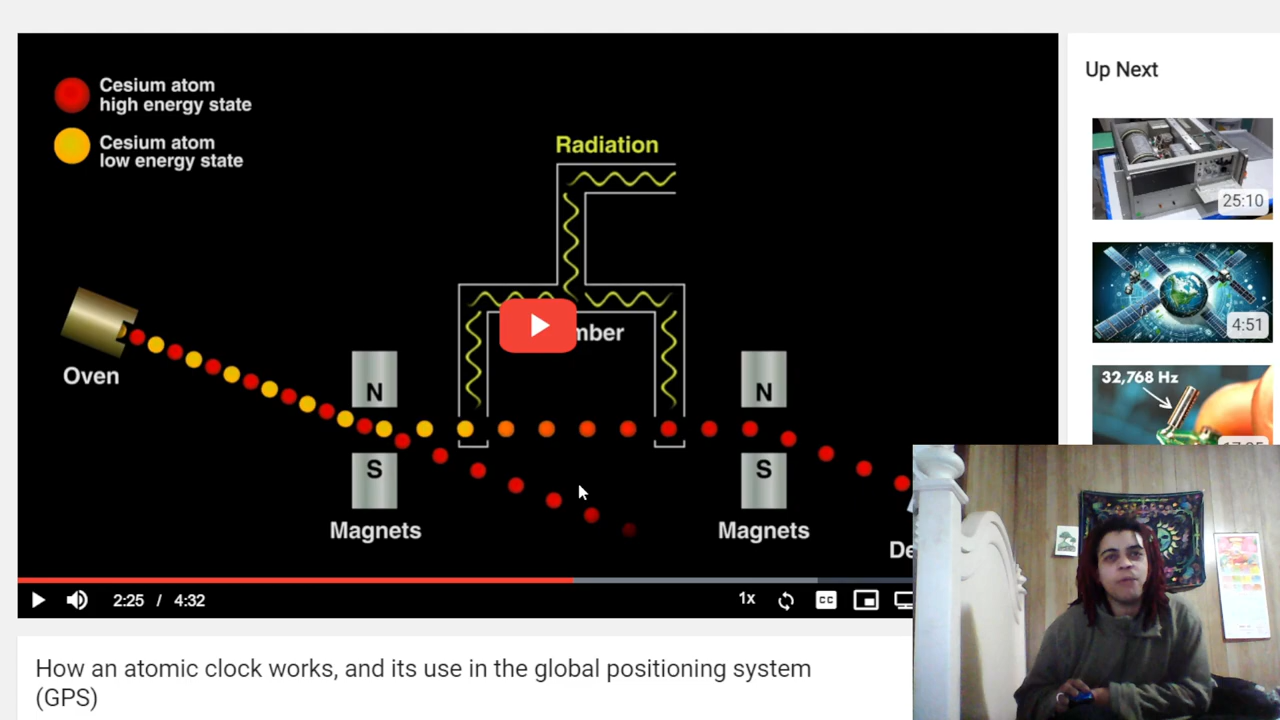 Cesium atom
high energy state
Cesium atom
low energy state
Radiation
Oven
N
S
Magnets
N
S
Magnets
2:25 / 4:32
1x
CC
How an atomic clock works, and its use in the global positioning system
(GPS)
Up Next
25:10
4:51
32,768 Hz